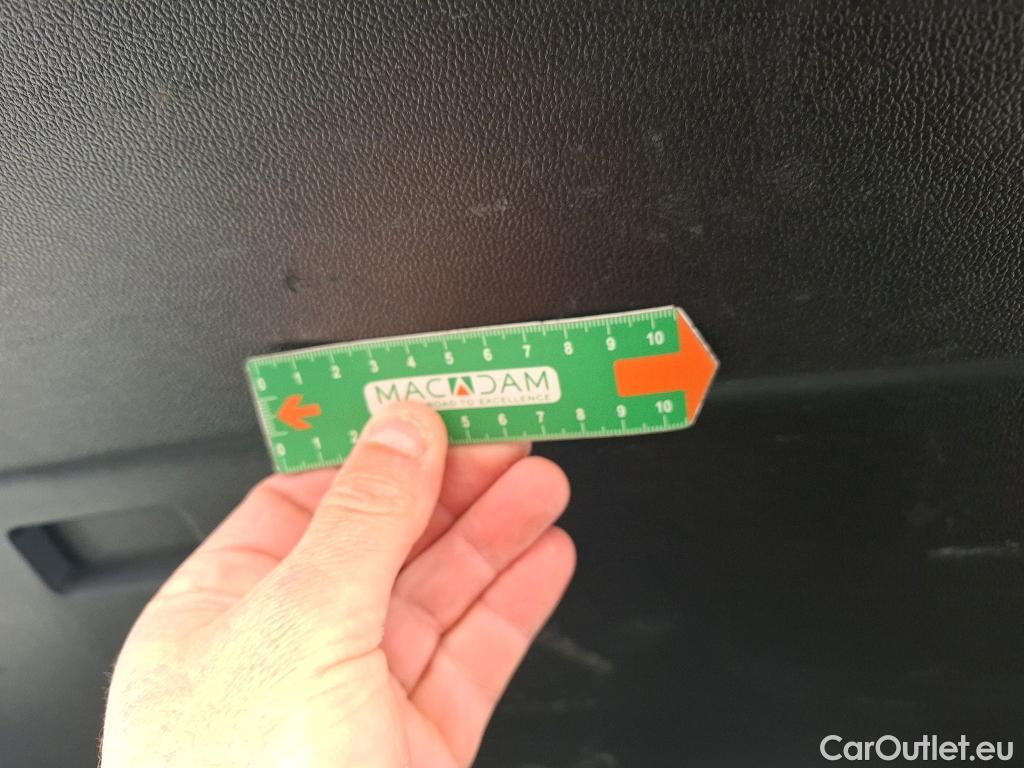 0 1 2 3 4 5 6 7 8 9 10
MACADAM
ROAD TO EXCELLENCE
0 1 2 5 6 7 8 9 10
CarOutlet.eu